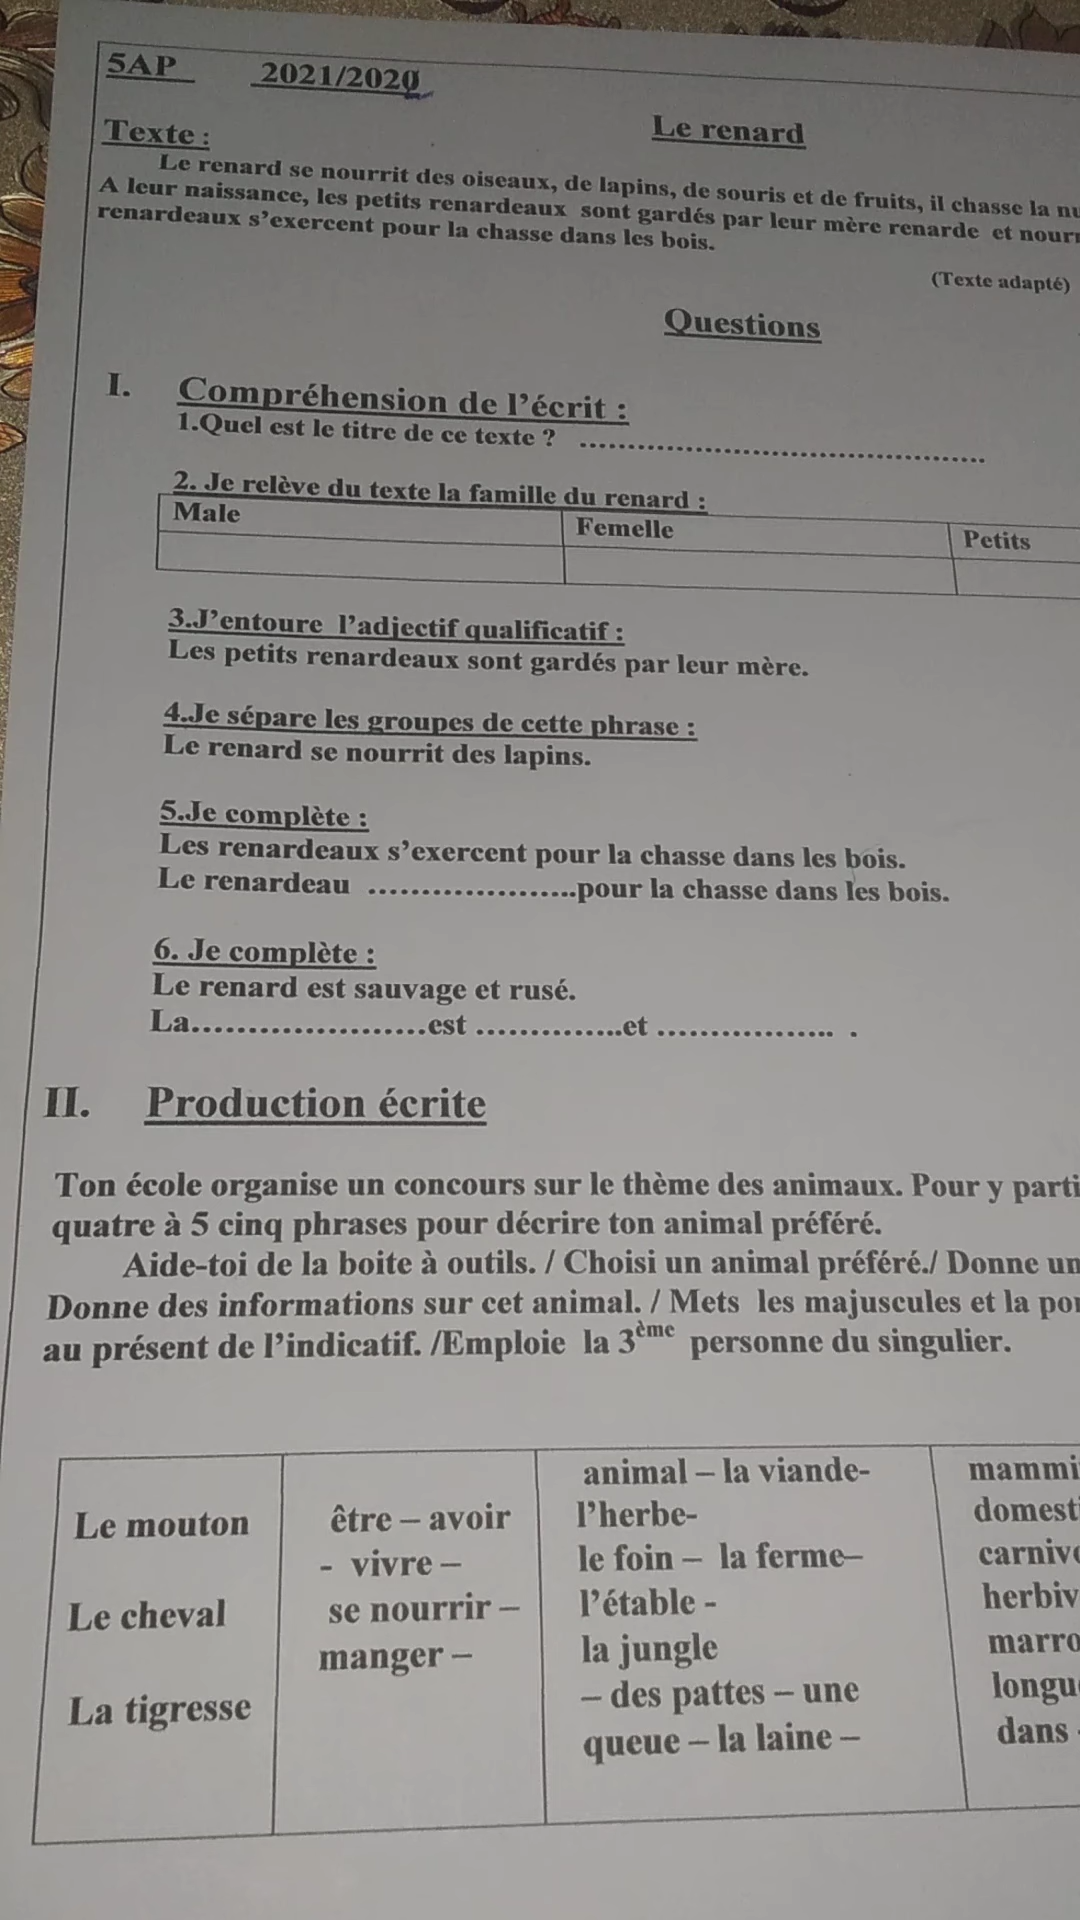 5AP 2021/2020
Le renard
Texte :
Le renard se nourrit des oiseaux, de lapins, de souris et de fruits, il chasse la
A leur naissance, les petits renardeaux sont gardés par leur mère renarde et
renardeaux s’exercent pour la chasse dans les bois.
(Texte adapté)
Questions
I. Compréhension de l’écrit :
1.Quel est le titre de ce texte ? ..........................................
2. Je relève du texte la famille du renard :
Male Femelle Petits
3.J’entoure l’adjectif qualificatif :
Les petits renardeaux sont gardés par leur mère.
4.Je sépare les groupes de cette phrase :
Le renard se nourrit des lapins.
5.Je complète :
Les renardeaux s’exercent pour la chasse dans les bois.
Le renardeau .....................pour la chasse dans les bois.
6. Je complète :
Le renard est sauvage et rusé.
La.......................est ...............et ................. .
II. Production écrite
Ton école organise un concours sur le thème des animaux. Pour y
quatre à 5 cinq phrases pour décrire ton animal préféré.
Aide-toi de la boite à outils. / Choisi un animal préféré./ Donne
Donne des informations sur cet animal. / Mets les majuscules et la
au présent de l’indicatif. /Emploie la 3ème personne du singulier.
Le mouton
Le cheval
La tigresse
être – avoir
- vivre –
se nourrir –
manger –
animal – la viande-
l’herbe-
le foin – la ferme–
l’étable -
la jungle
– des pattes – une
queue – la laine –
dans